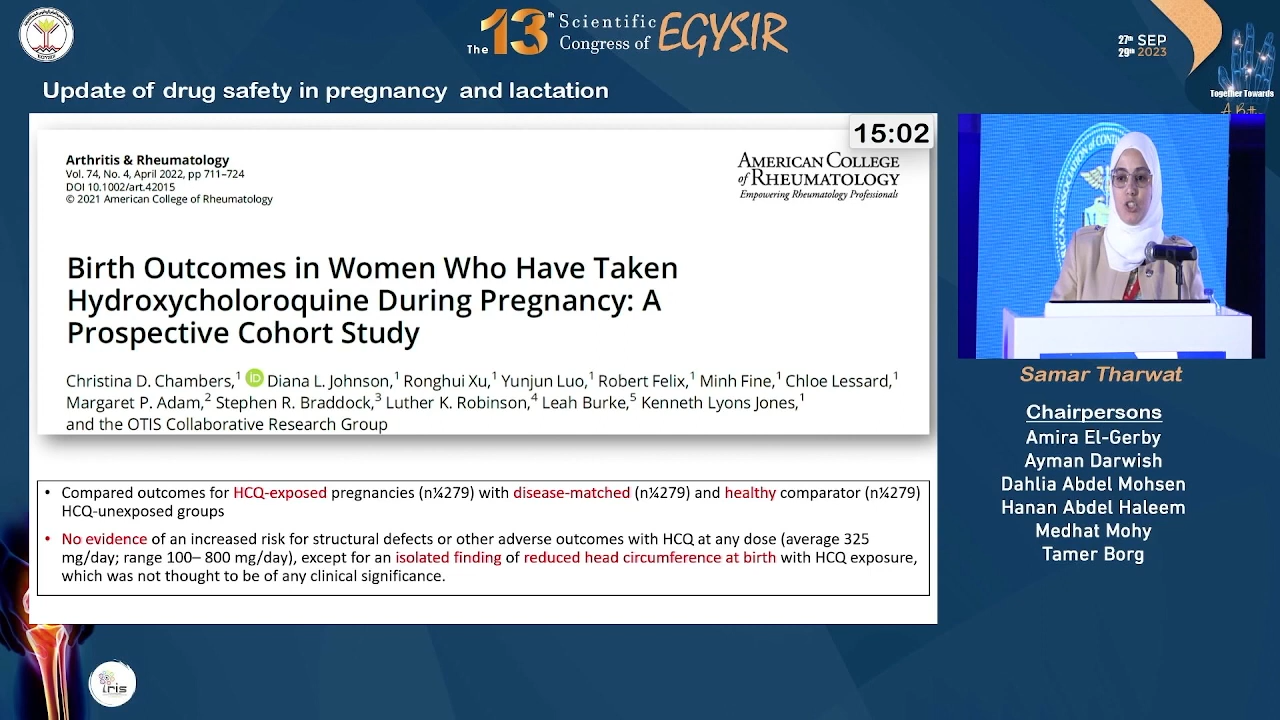 The 13th Scientific Congress of EGYSIR
27th SEP
29th 2023
Together Towards
Update of drug safety in pregnancy and lactation
15:02
Arthritis & Rheumatology
Vol. 74, No. 4, April 2022, pp 711–724
DOI 10.1002/art.42015
© 2021 American College of Rheumatology
AMERICAN COLLEGE
of RHEUMATOLOGY
Empowering Rheumatology Professionals
Birth Outcomes in Women Who Have Taken
Hydroxycholoroquine During Pregnancy: A
Prospective Cohort Study
Christina D. Chambers,1 iD Diana L. Johnson,1 Ronghui Xu,1 Yunjun Luo,1 Robert Felix,1 Minh Fine,1 Chloe Lessard,1
Margaret P. Adam,2 Stephen R. Braddock,3 Luther K. Robinson,4 Leah Burke,5 Kenneth Lyons Jones,1
and the OTIS Collaborative Research Group
• Compared outcomes for HCQ-exposed pregnancies (n¼279) with disease-matched (n¼279) and healthy comparator (n¼279)
HCQ-unexposed groups
• No evidence of an increased risk for structural defects or other adverse outcomes with HCQ at any dose (average 325
mg/day; range 100– 800 mg/day), except for an isolated finding of reduced head circumference at birth with HCQ exposure,
which was not thought to be of any clinical significance.
Samar Tharwat
Chairpersons
Amira El-Gerby
Ayman Darwish
Dahlia Abdel Mohsen
Hanan Abdel Haleem
Medhat Mohy
Tamer Borg
iris